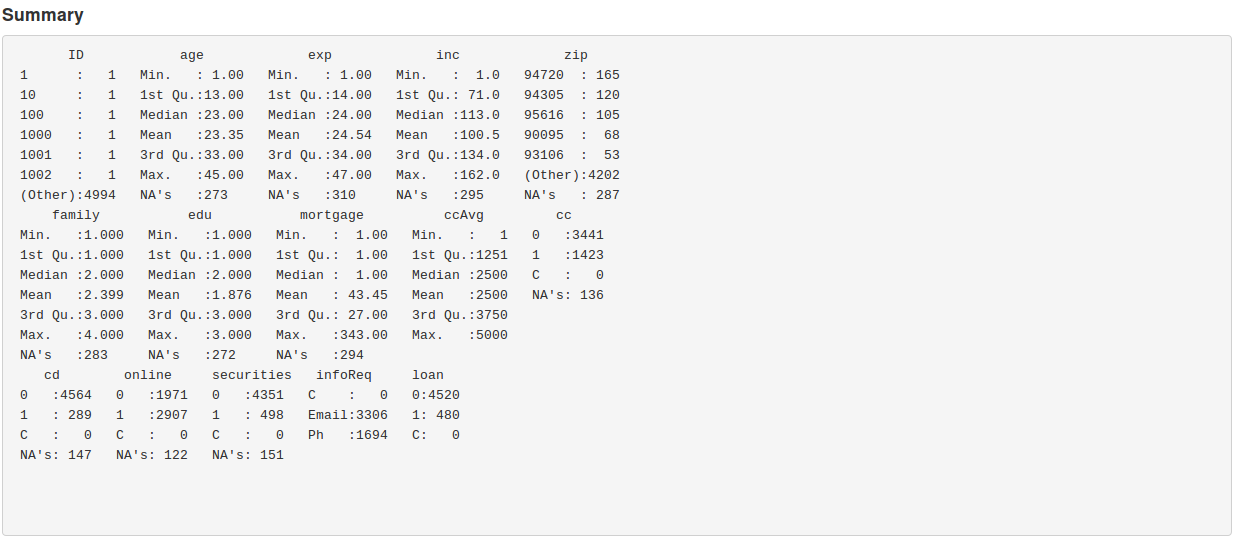 Summary
       ID            age             exp             inc             zip
 1      :   1   Min.   : 1.00   Min.   : 1.00   Min.   :  1.0   94720  : 165
 10     :   1   1st Qu.:13.00   1st Qu.:14.00   1st Qu.: 71.0   94305  : 120
 100    :   1   Median :23.00   Median :24.00   Median :113.0   95616  : 105
 1000   :   1   Mean   :23.35   Mean   :24.54   Mean   :100.5   90095  :  68
 1001   :   1   3rd Qu.:33.00   3rd Qu.:34.00   3rd Qu.:134.0   93106  :  53
 1002   :   1   Max.   :45.00   Max.   :47.00   Max.   :162.0   (Other):4202
 (Other):4994   NA's   :273     NA's   :310     NA's   :295     NA's   : 287
     family           edu           mortgage          ccAvg         cc
 Min.   :1.000   Min.   :1.000   Min.   :  1.00   Min.   :   1   0   :3441
 1st Qu.:1.000   1st Qu.:1.000   1st Qu.:  1.00   1st Qu.:1251   1   :1423
 Median :2.000   Median :2.000   Median :  1.00   Median :2500   C   :   0
 Mean   :2.399   Mean   :1.876   Mean   : 43.45   Mean   :2500   NA's: 136
 3rd Qu.:3.000   3rd Qu.:3.000   3rd Qu.: 27.00   3rd Qu.:3750
 Max.   :4.000   Max.   :3.000   Max.   :343.00   Max.   :5000
 NA's   :283     NA's   :272     NA's   :294
    cd        online     securities   infoReq     loan
 0   :4564   0   :1971   0   :4351   C    :   0   0:4520
 1   : 289   1   :2907   1   : 498   Email:3306   1: 480
 C   :   0   C   :   0   C   :   0   Ph   :1694   C:   0
 NA's: 147   NA's: 122   NA's: 151